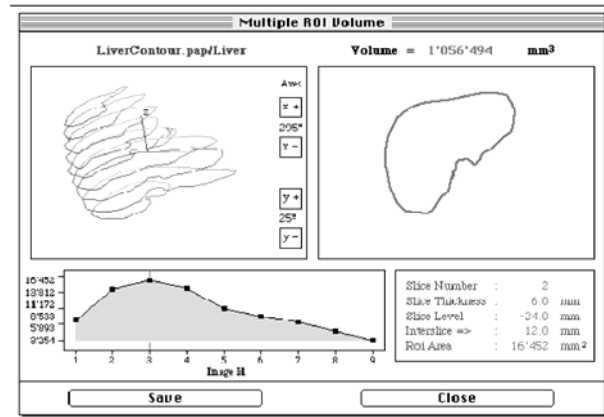 Multiple ROI Volume
LiverContour.pap/Liver
Volume = 1'056'494 mm3
Axes
x +
295°
Y -
y +
25°
y -
z
16'452
13'812
11'172
8'533
5'893
3'254
1 2 3 4 5 6 7 8 9
Image Id
Slice Number : 2
Slice Thickness : 6.0 mm
Slice Level : -24.0 mm
Interslice => : 12.0 mm
Roi Area : 16'452 mm2
Save
Close